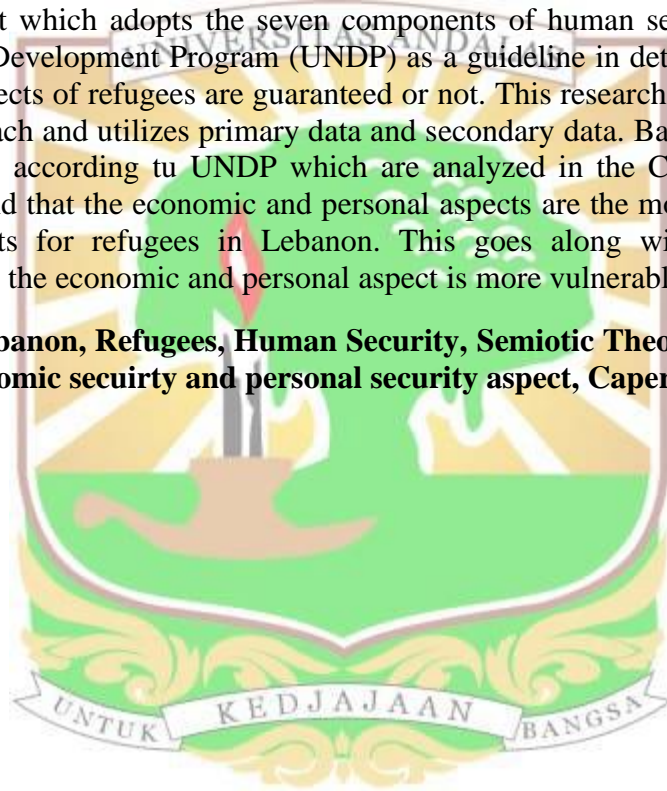 t which adopts the seven components of human se
Development Program (UNDP) as a guideline in det
ects of refugees are guaranteed or not. This research
ach and utilizes primary data and secondary data. Ba
according tu UNDP which are analyzed in the C
d that the economic and personal aspects are the mo
ts for refugees in Lebanon. This goes along wi
the economic and personal aspect is more vulnerabl
banon, Refugees, Human Security, Semiotic Theo
omic secuirty and personal security aspect, Caper
UNIVERSITAS ANDALAS
UNTUK KEDJAJAAN BANGSA